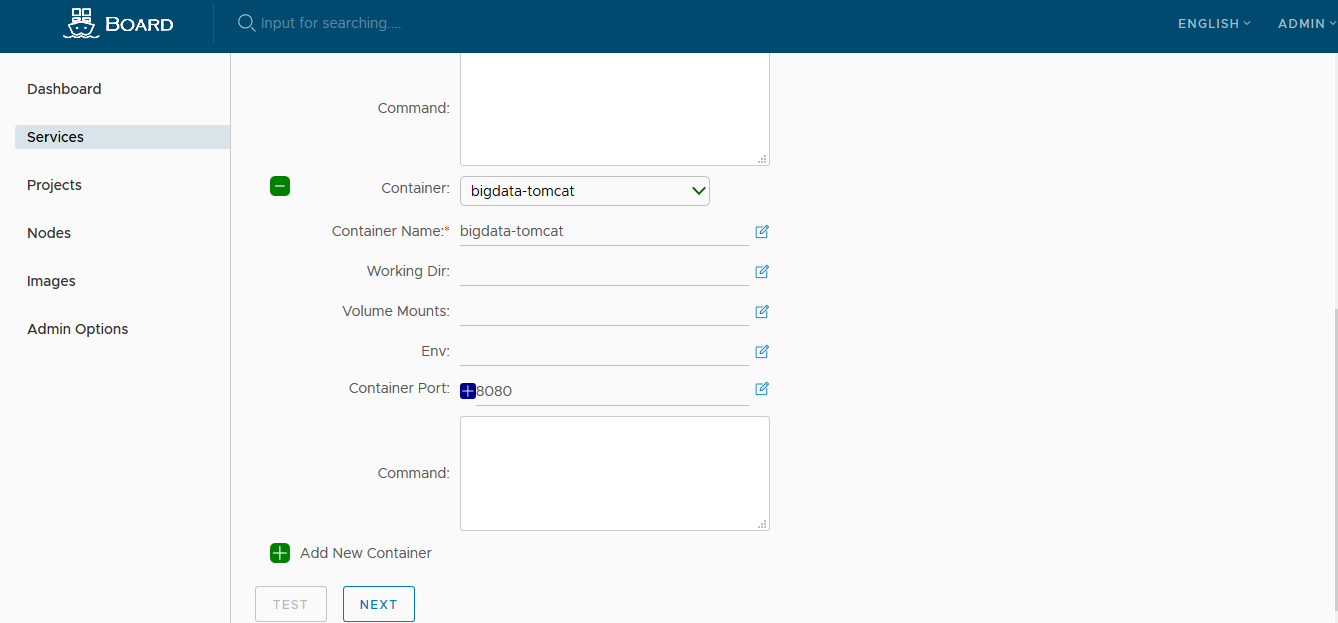 BOARD
Input for searching....
ENGLISH
ADMIN
Dashboard
Services
Projects
Nodes
Images
Admin Options
Command:
Container: bigdata-tomcat
Container Name:* bigdata-tomcat
Working Dir:
Volume Mounts:
Env:
Container Port: 8080
Command:
Add New Container
TEST
NEXT